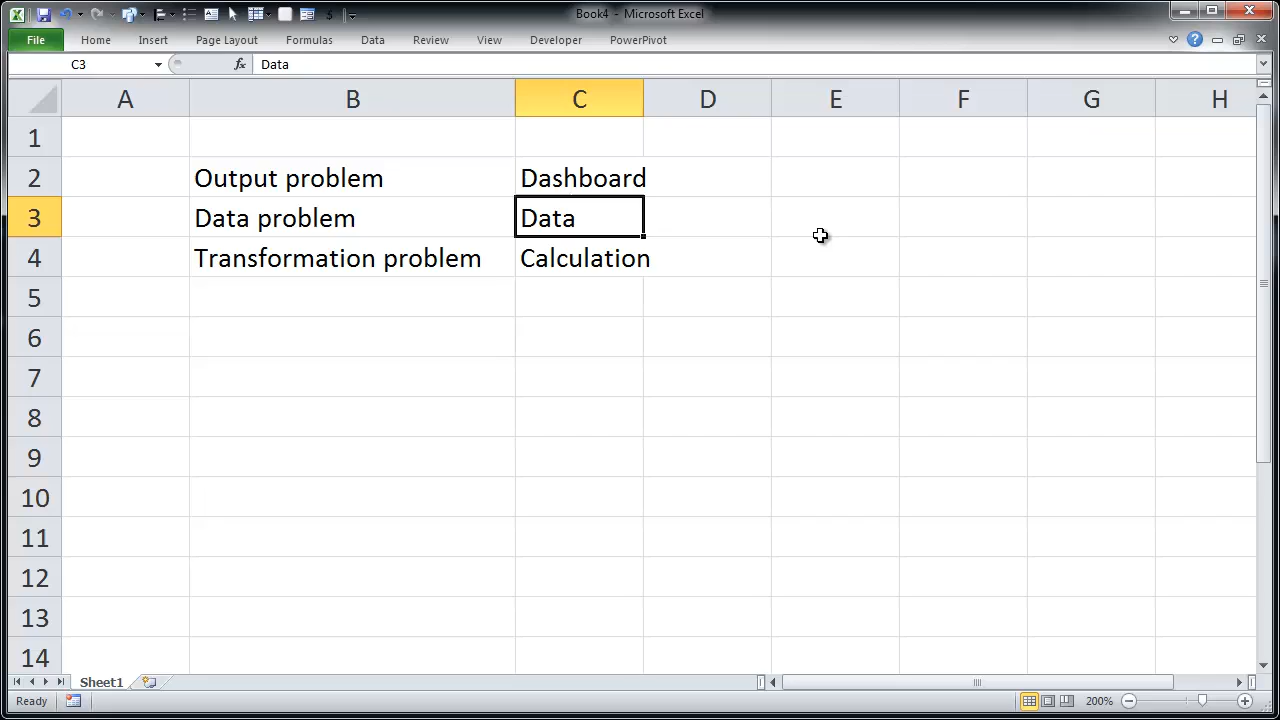 Book4 - Microsoft Excel
File Home Insert Page Layout Formulas Data Review View Developer PowerPivot
C3 fx Data
A B C D E F G H
1
2 Output problem Dashboard
3 Data problem Data
4 Transformation problem Calculation
5
6
7
8
9
10
11
12
13
14
Sheet1
Ready 200%